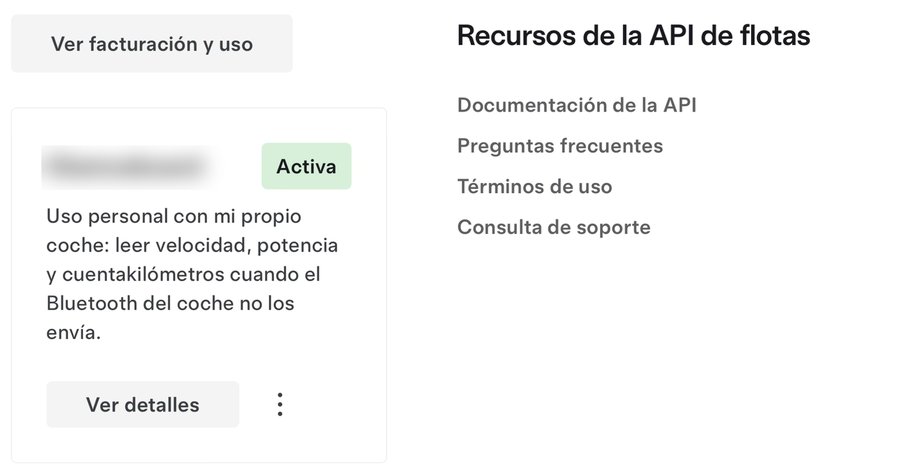 Ver facturación y uso
Activa
Uso personal con mi propio
coche: leer velocidad, potencia
y cuentakilómetros cuando el
Bluetooth del coche no los
envía.
Ver detalles
Recursos de la API de flotas
Documentación de la API
Preguntas frecuentes
Términos de uso
Consulta de soporte